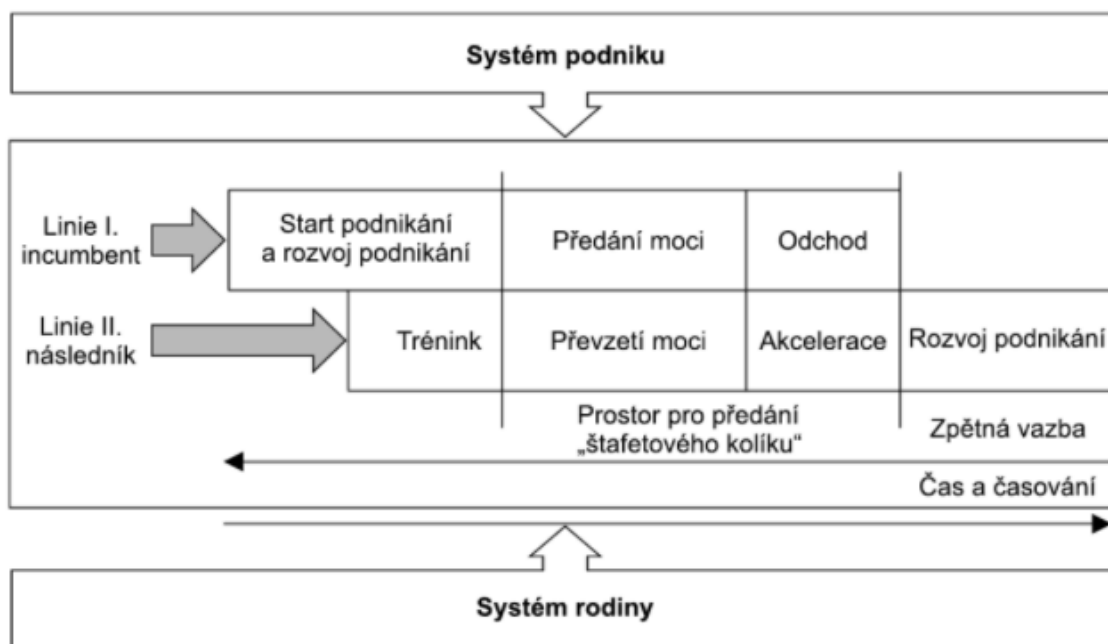 Systém podniku
Linie I.
incumbent
Start podnikání
a rozvoj podnikání
Předání moci
Odchod
Linie II.
následník
Trénink
Převzetí moci
Akcelerace
Rozvoj podnikání
Prostor pro předání
„štafetového kolíku“
Zpětná vazba
Čas a časování
Systém rodiny